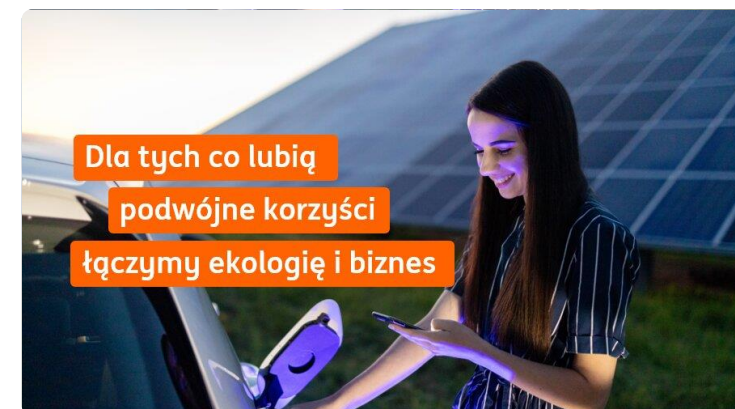 Dla tych co lubią
podwójne korzyści
łączymy ekologię i biznes